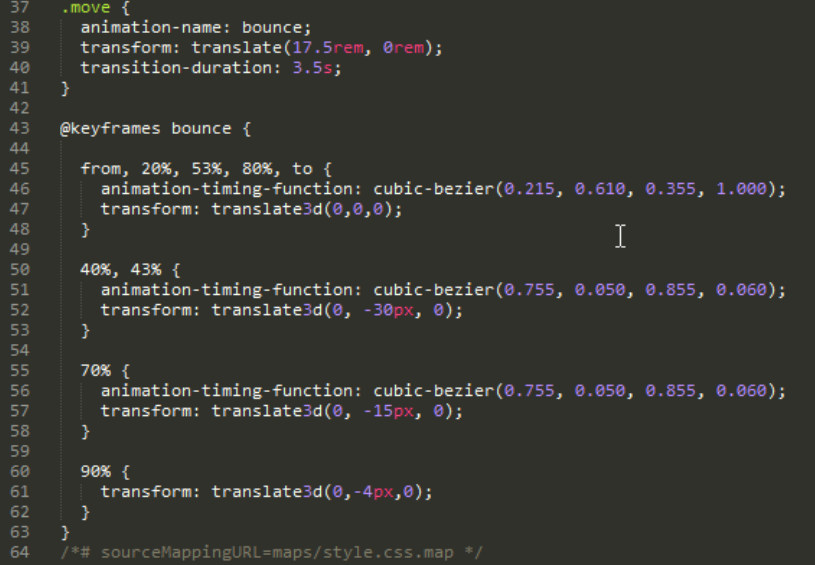 37 .move {
38 animation-name: bounce;
39 transform: translate(17.5rem, 0rem);
40 transition-duration: 3.5s;
41 }
42
43 @keyframes bounce {
44
45 from, 20%, 53%, 80%, to {
46 animation-timing-function: cubic-bezier(0.215, 0.610, 0.355, 1.000);
47 transform: translate3d(0,0,0);
48 }
49
50 40%, 43% {
51 animation-timing-function: cubic-bezier(0.755, 0.050, 0.855, 0.060);
52 transform: translate3d(0, -30px, 0);
53 }
54
55 70% {
56 animation-timing-function: cubic-bezier(0.755, 0.050, 0.855, 0.060);
57 transform: translate3d(0, -15px, 0);
58 }
59
60 90% {
61 transform: translate3d(0,-4px,0);
62 }
63 }
64 /*# sourceMappingURL=maps/style.css.map */